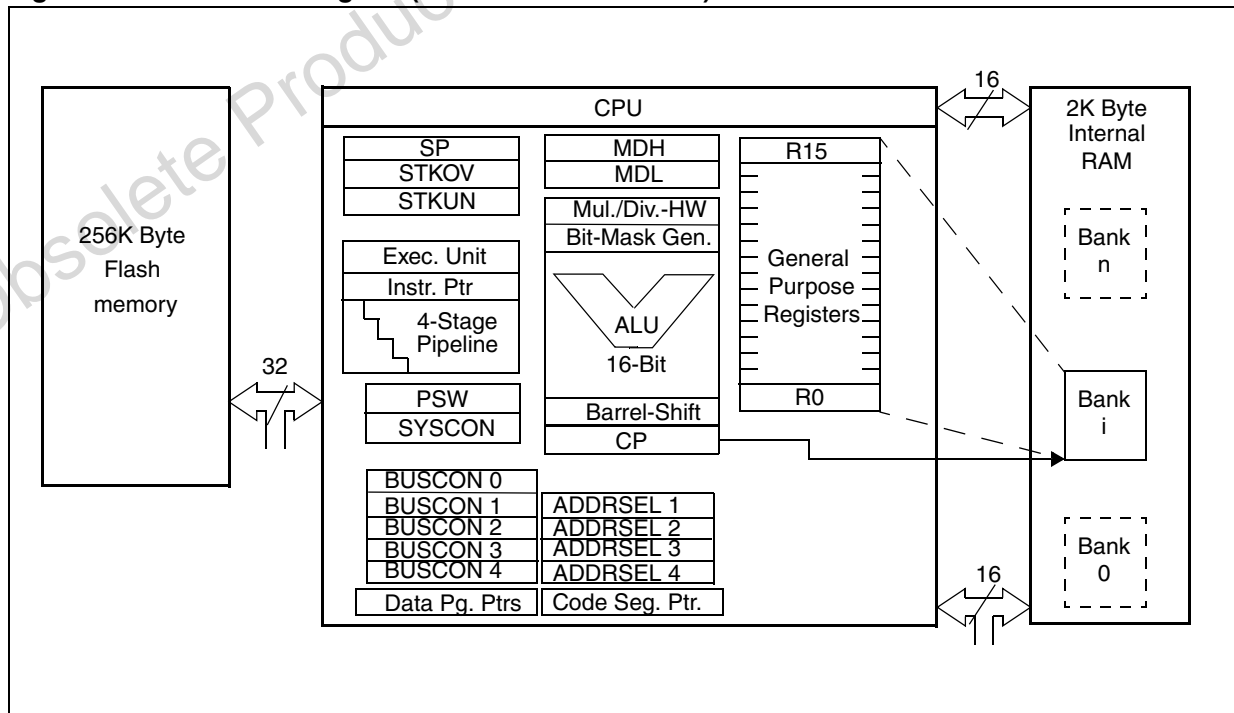 Obsolete Produc
256K Byte
Flash
memory
32
CPU
SP
STKOV
STKUN
Exec. Unit
Instr. Ptr
4-Stage
Pipeline
PSW
SYSCON
BUSCON 0
BUSCON 1
BUSCON 2
BUSCON 3
BUSCON 4
Data Pg. Ptrs
MDH
MDL
Mul./Div.-HW
Bit-Mask Gen.
ALU
16-Bit
Barrel-Shift
CP
ADDRSEL 1
ADDRSEL 2
ADDRSEL 3
ADDRSEL 4
Code Seg. Ptr.
R15
General
Purpose
Registers
R0
16
16
2K Byte
Internal
RAM
Bank
n
Bank
i
Bank
0